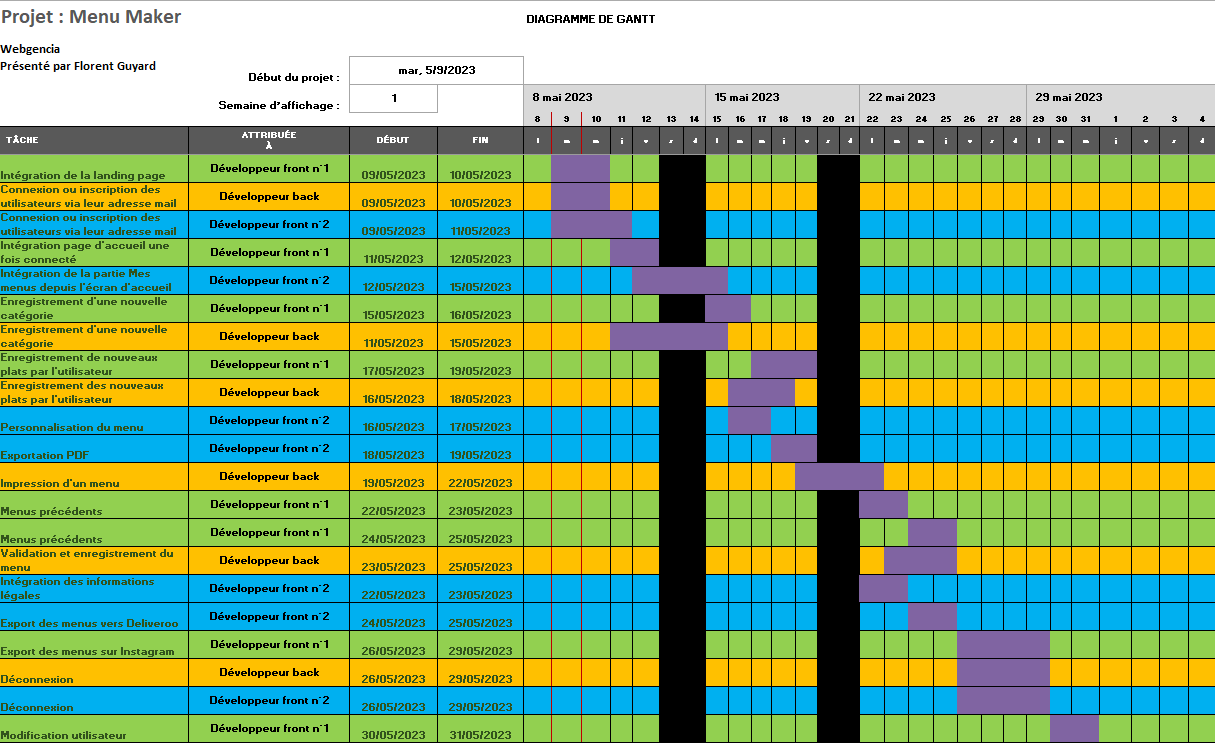 Projet : Menu Maker
DIAGRAMME DE GANTT
Webgencia
Présenté par Florent Guyard
Début du projet :
mar, 5/9/2023
Semaine d'affichage :
1
8 mai 2023 15 mai 2023 22 mai 2023 29 mai 2023
8 9 10 11 12 13 14 15 16 17 18 19 20 21 22 23 24 25 26 27 28 29 30 31 1 2 3 4
TÂCHE
ATTRIBUÉE
À
DÉBUT FIN
l m m j v s d l m m j v s d l m m j v s d l m m j v s d
Intégration de la landing page
Développeur front n°1 09/05/2023 10/05/2023
Connexion ou inscription des
utilisateurs via leur adresse mail
Développeur back 09/05/2023 10/05/2023
Connexion ou inscription des
utilisateurs via leur adresse mail
Développeur front n°2 09/05/2023 11/05/2023
Intégration page d'accueil une
fois connecté
Développeur front n°1 11/05/2023 12/05/2023
Intégration de la partie Mes
menus depuis l'écran d'accueil
Développeur front n°2 12/05/2023 15/05/2023
Enregistrement d'une nouvelle
catégorie
Développeur front n°1 15/05/2023 16/05/2023
Enregistrement d'une nouvelle
catégorie
Développeur back 11/05/2023 15/05/2023
Enregistrement de nouveaux
plats par l'utilisateur
Développeur front n°1 17/05/2023 19/05/2023
Enregistrement des nouveaux
plats par l'utilisateur
Développeur back 16/05/2023 18/05/2023
Personnalisation du menu
Développeur front n°2 16/05/2023 17/05/2023
Exportation PDF
Développeur front n°2 18/05/2023 19/05/2023
Impression d'un menu
Développeur back 19/05/2023 22/05/2023
Menus précédents
Développeur front n°1 22/05/2023 23/05/2023
Menus précédents
Développeur front n°1 24/05/2023 25/05/2023
Validation et enregistrement du
menu
Développeur back 23/05/2023 25/05/2023
Intégration des informations
légales
Développeur front n°2 22/05/2023 23/05/2023
Export des menus vers Deliveroo
Développeur front n°2 24/05/2023 25/05/2023
Export des menus sur Instagram
Développeur front n°1 26/05/2023 29/05/2023
Déconnexion
Développeur back 26/05/2023 29/05/2023
Déconnexion
Développeur front n°2 26/05/2023 29/05/2023
Modification utilisateur
Développeur front n°1 30/05/2023 31/05/2023